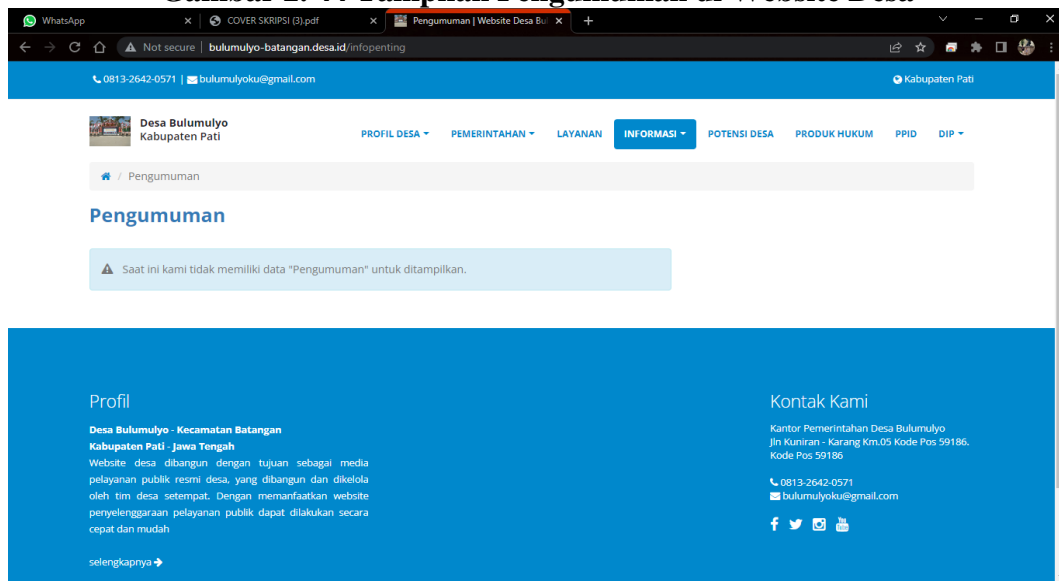 Tampilan Pengumuman di Website Desa
WhatsApp
COVER SKRIPSI (3).pdf
Pengumuman | Website Desa Bul
Not secure | bulumulyo-batangan.desa.id/infopenting
0813-2642-0571 | bulumulyoku@gmail.com
Kabupaten Pati
Desa Bulumulyo
Kabupaten Pati
PROFIL DESA
PEMERINTAHAN
LAYANAN
INFORMASI
POTENSI DESA
PRODUK HUKUM
PPID
DIP
/ Pengumuman
Pengumuman
Saat ini kami tidak memiliki data "Pengumuman" untuk ditampilkan.
Profil
Desa Bulumulyo - Kecamatan Batangan
Kabupaten Pati - Jawa Tengah
Website desa dibangun dengan tujuan sebagai media
pelayanan publik resmi desa, yang dibangun dan dikelola
oleh tim desa setempat. Dengan memanfaatkan website
penyelenggaraan pelayanan publik dapat dilakukan secara
cepat dan mudah
selengkapnya
Kontak Kami
Kantor Pemerintahan Desa Bulumulyo
Jln Kuniran - Karang Km.05 Kode Pos 59186.
Kode Pos 59186
0813-2642-0571
bulumulyoku@gmail.com